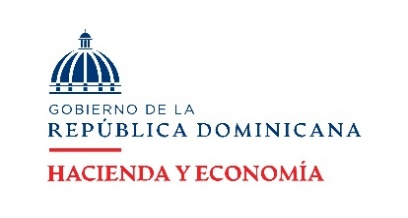 GOBIERNO DE LA
REPÚBLICA DOMINICANA
HACIENDA Y ECONOMÍA